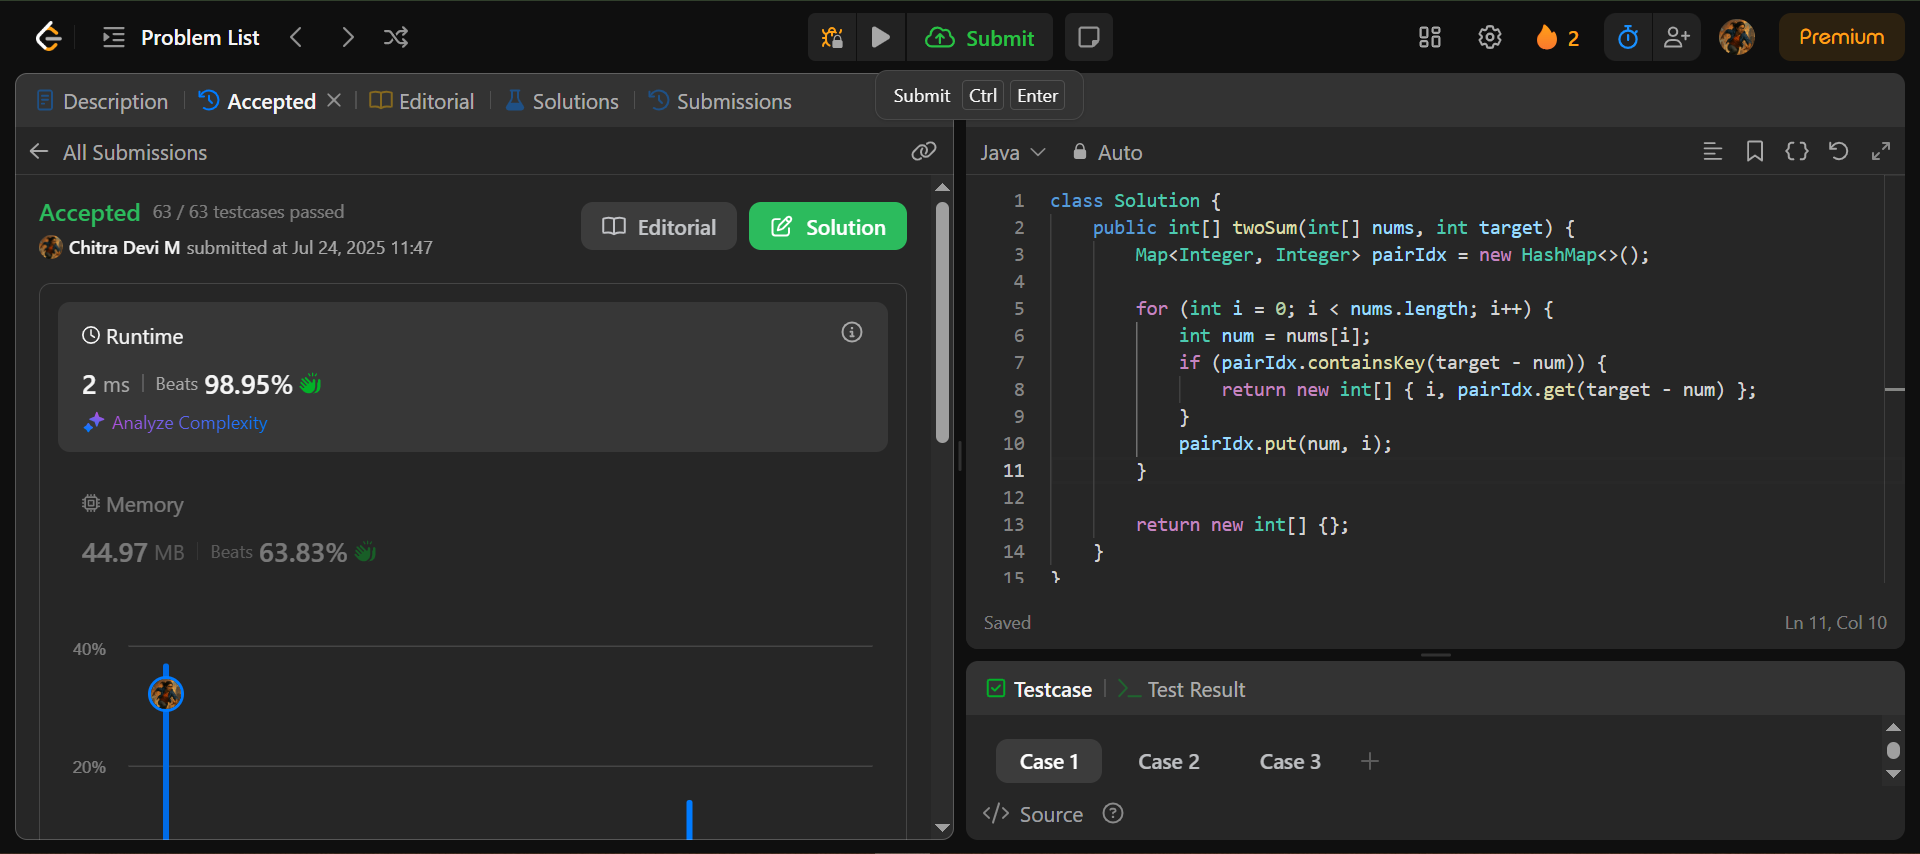 Problem List
Submit
2
Premium
Submit Ctrl Enter
Description
Accepted
Editorial
Solutions
Submissions
All Submissions
Accepted 63 / 63 testcases passed
Chitra Devi M submitted at Jul 24, 2025 11:47
Editorial
Solution
Runtime
2 ms Beats 98.95%
Analyze Complexity
Memory
44.97 MB Beats 63.83%
40%
20%
Java Auto
1 class Solution {
2     public int[] twoSum(int[] nums, int target) {
3         Map<Integer, Integer> pairIdx = new HashMap<>();
4
5         for (int i = 0; i < nums.length; i++) {
6             int num = nums[i];
7             if (pairIdx.containsKey(target - num)) {
8                 return new int[] { i, pairIdx.get(target - num) };
9             }
10             pairIdx.put(num, i);
11         }
12
13         return new int[] {};
14     }
15 }
Saved
Ln 11, Col 10
Testcase
Test Result
Case 1
Case 2
Case 3
</> Source